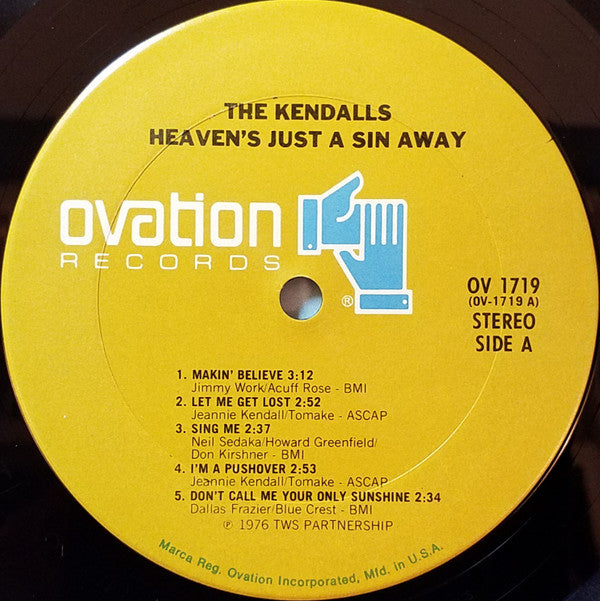 THE KENDALLS
HEAVEN'S JUST A SIN AWAY
ovation
RECORDS
®
OV 1719
(OV-1719 A)
STEREO
SIDE A
1. MAKIN' BELIEVE 3:12
Jimmy Work/Acuff Rose - BMI
2. LET ME GET LOST 2:52
Jeannie Kendall/Tomake - ASCAP
3. SING ME 2:37
Neil Sedaka/Howard Greenfield/
Don Kirshner - BMI
4. I'M A PUSHOVER 2:53
Jeannie Kendall/Tomake - ASCAP
5. DON'T CALL ME YOUR ONLY SUNSHINE 2:34
Dallas Frazier/Blue Crest - BMI
℗ 1976 TWS PARTNERSHIP
Marca Reg. Ovation Incorporated, Mfd. in U.S.A.